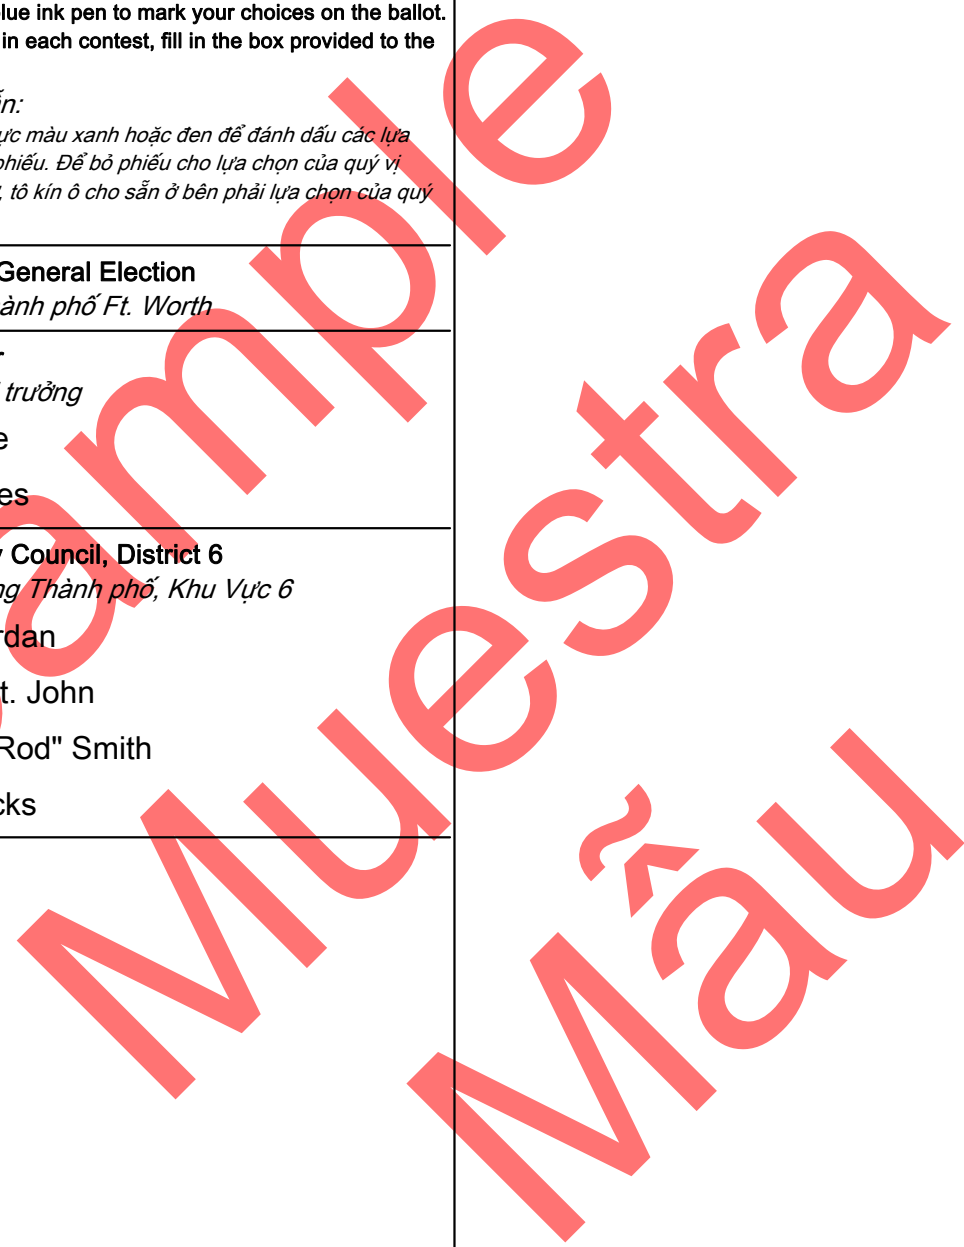 blue ink pen to mark your choices on the ballot.
in each contest, fill in the box provided to the
ực màu xanh hoặc đen để đánh dấu các lựa
phiếu. Để bỏ phiếu cho lựa chọn của quý vị
, tô kín ô cho sẵn ở bên phải lựa chọn của quý
General Election
ành phố Ft. Worth
trưởng
es
Council, District 6
ng Thành phố, Khu Vực 6
rdan
t. John
Rod" Smith
cks
Sample
Muestra
Mẫu